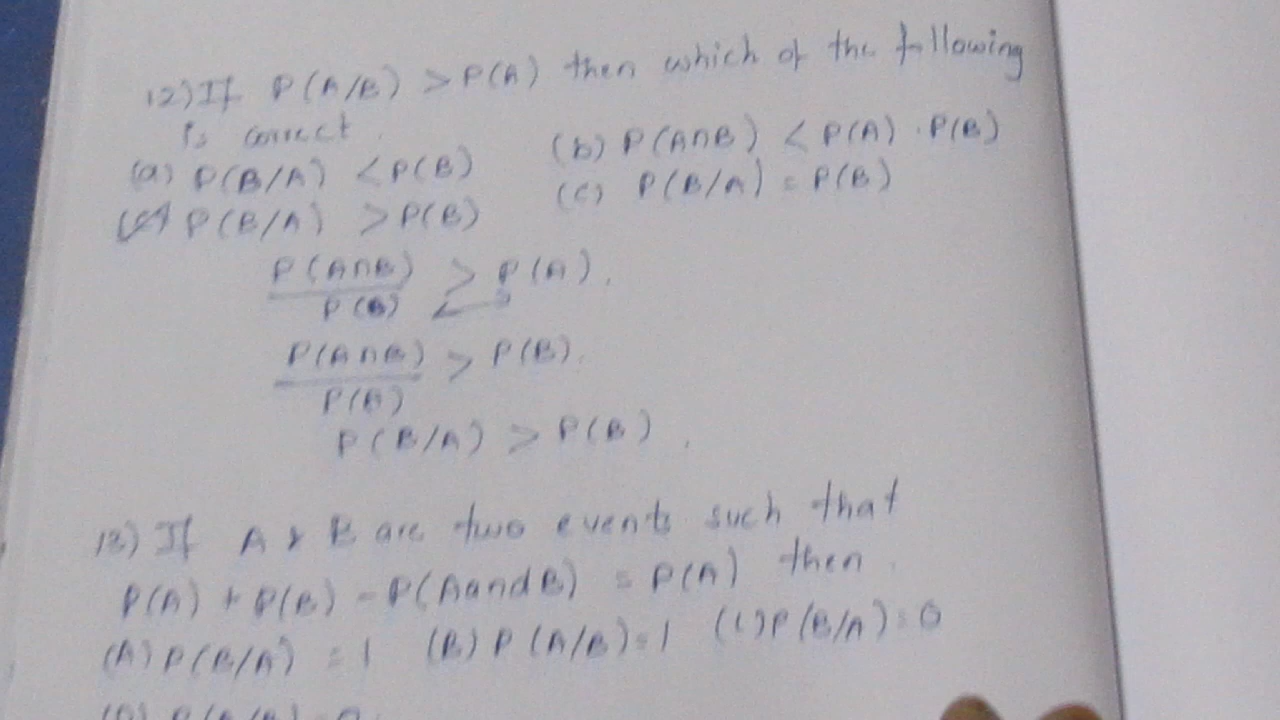 12) If P(A/B) > P(A) then which of the following
is correct.
(a) P(B/A) < P(B) (b) P(A∩B) < P(A) . P(B)
P(B/A) > P(B) (c) P(B/A) = P(B)
P(A∩B) / P(B) > P(A).
P(A∩B) / P(A) > P(B).
P(B/A) > P(B).
13) If A & B are two events such that
P(A) + P(B) - P(A and B) = P(A) then
(A) P(B/A) = 1 (B) P(A/B) = 1 (C) P(B/A) = 0